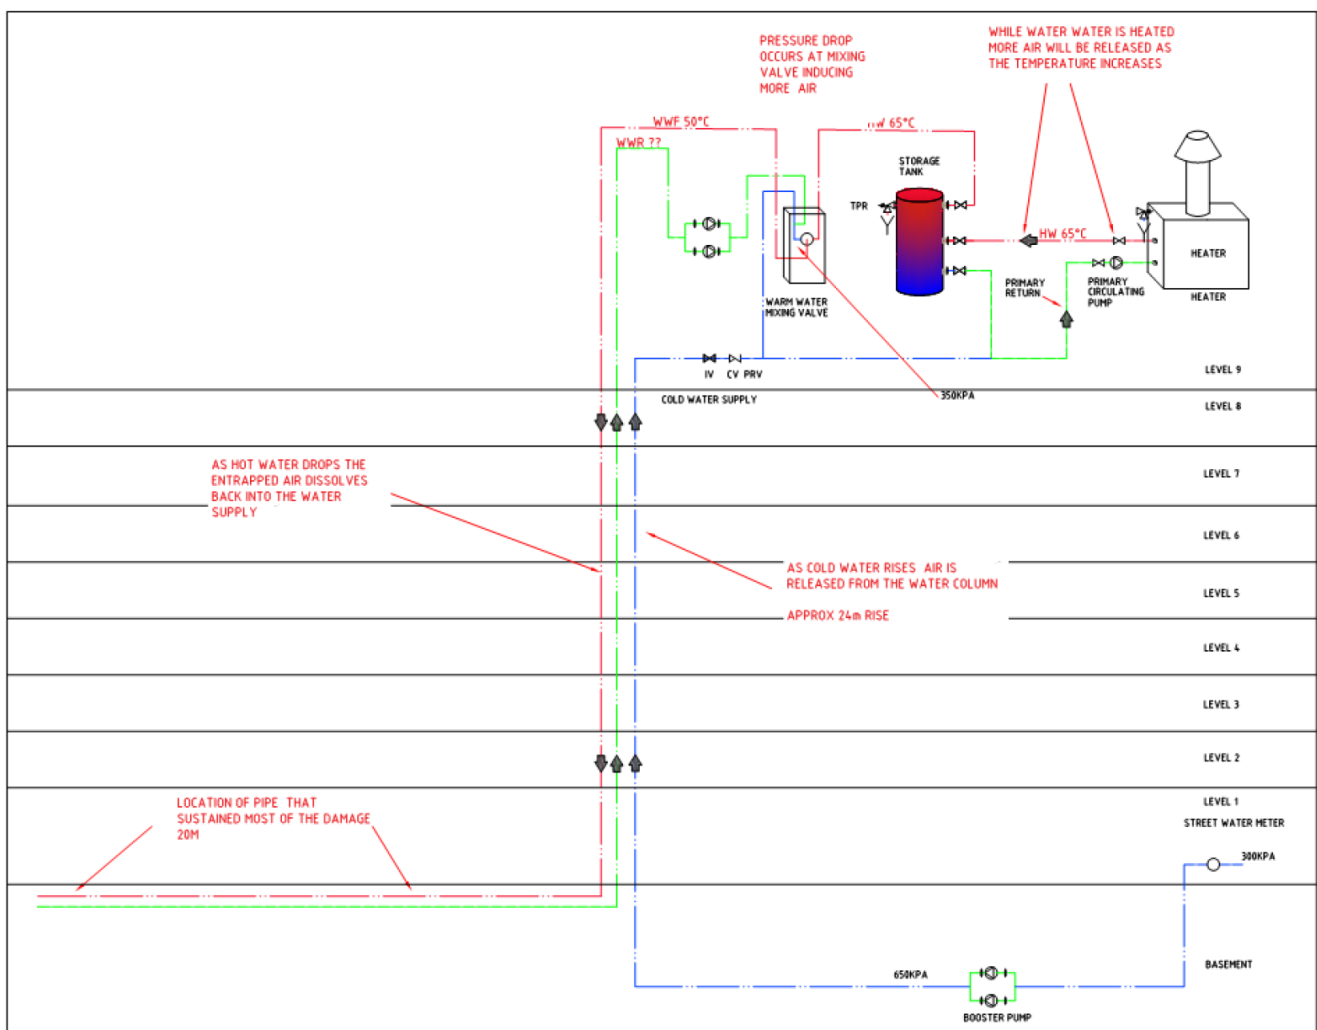 PRESSURE DROP
OCCURS AT MIXING
VALVE INDUCING
MORE AIR
WHILE WATER WATER IS HEATED
MORE AIR WILL BE RELEASED AS
THE TEMPERATURE INCREASES
WWF 50°C
HW 65°C
WWR ??
STORAGE
TANK
TPR
HW 65°C
HEATER
HEATER
PRIMARY
RETURN
PRIMARY
CIRCULATING
PUMP
WARM WATER
MIXING VALVE
IV CV PRV
COLD WATER SUPPLY
350KPA
LEVEL 9
LEVEL 8
AS HOT WATER DROPS THE
ENTRAPPED AIR DISSOLVES
BACK INTO THE WATER
SUPPLY
LEVEL 7
LEVEL 6
AS COLD WATER RISES AIR IS
RELEASED FROM THE WATER COLUMN
APPROX 24m RISE
LEVEL 5
LEVEL 4
LEVEL 3
LEVEL 2
LOCATION OF PIPE THAT
SUSTAINED MOST OF THE DAMAGE
20M
LEVEL 1
STREET WATER METER
300KPA
650KPA
BASEMENT
BOOSTER PUMP